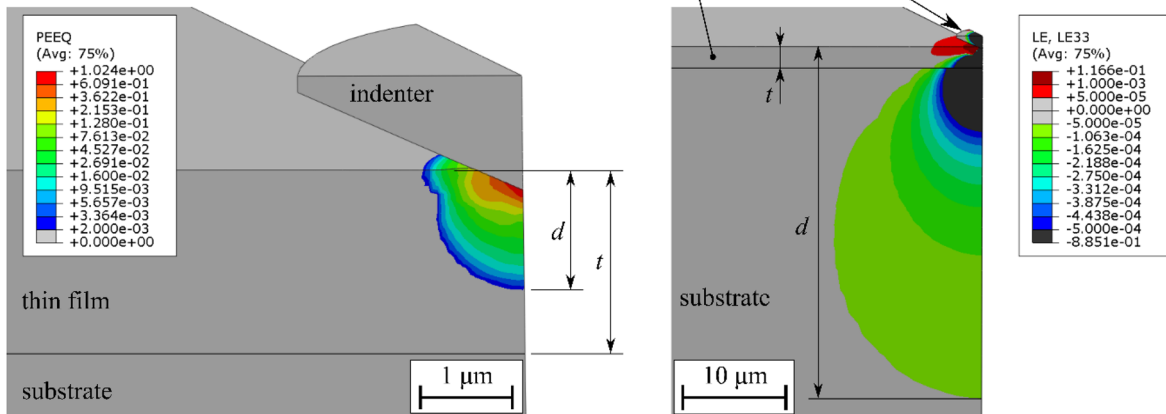 PEEQ
(Avg: 75%)
+1.024e+00
+6.091e-01
+3.622e-01
+2.153e-01
+1.280e-01
+7.613e-02
+4.527e-02
+2.691e-02
+1.600e-02
+9.515e-03
+5.657e-03
+3.364e-03
+2.000e-03
+0.000e+00
indenter
d
t
thin film
substrate
1 μm
t
d
substrate
10 μm
LE, LE33
(Avg: 75%)
+1.166e-01
+1.000e-03
+5.000e-05
+0.000e+00
-5.000e-05
-1.063e-04
-1.625e-04
-2.188e-04
-2.750e-04
-3.312e-04
-3.875e-04
-4.438e-04
-5.000e-04
-8.851e-01